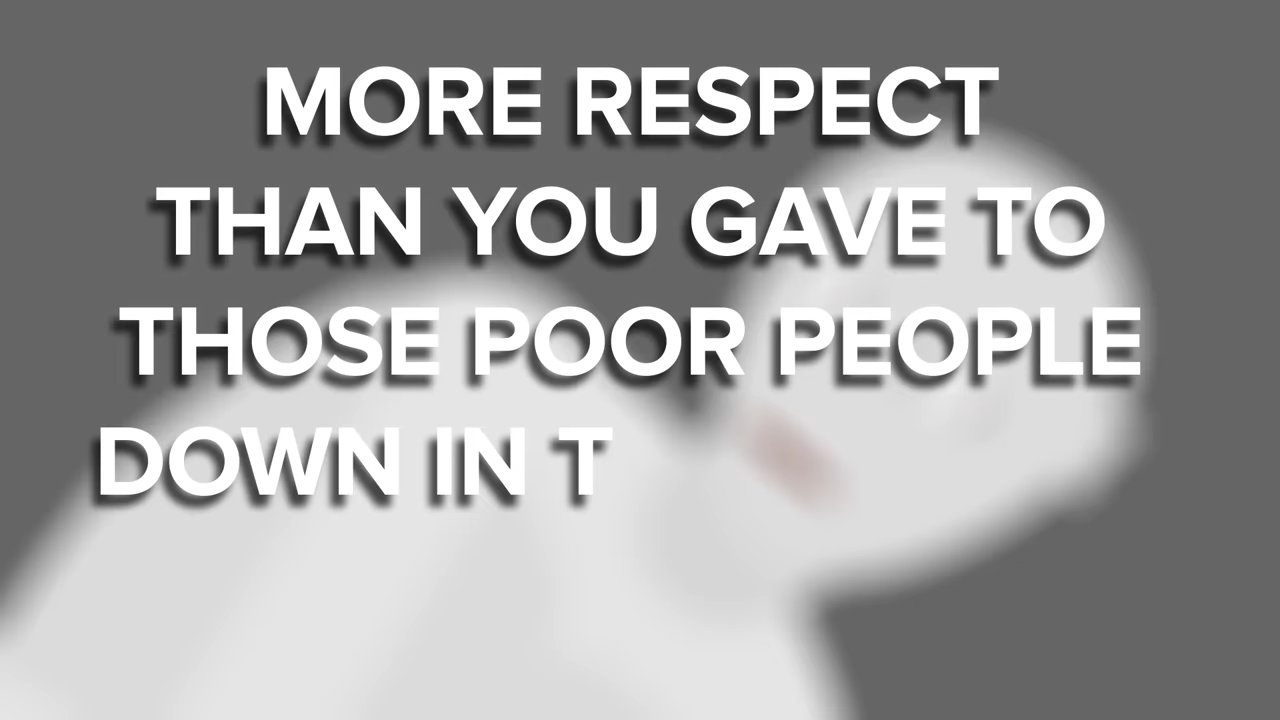 MORE RESPECT
THAN YOU GAVE TO
THOSE POOR PEOPLE
DOWN IN T